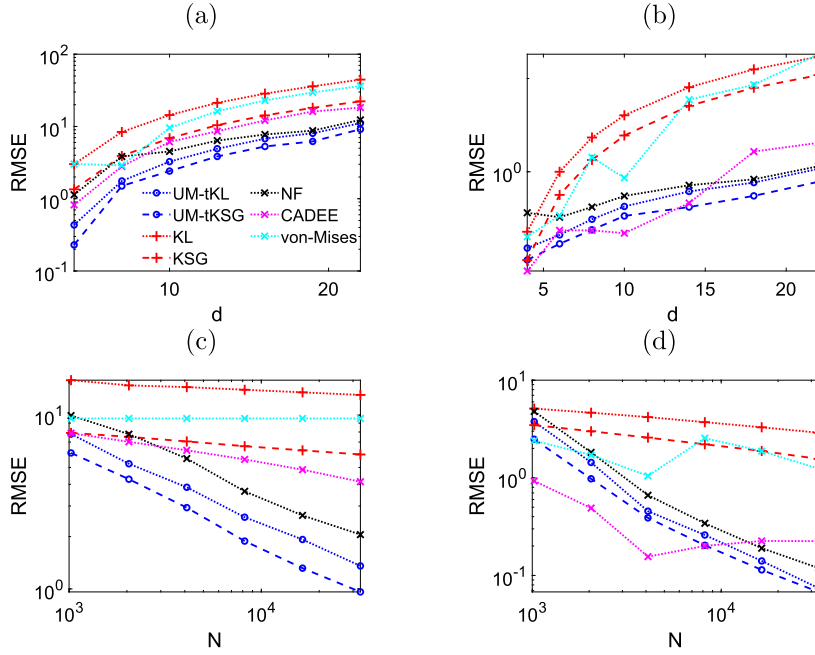 (a)
RMSE
10^2
10^1
10^0
10^-1
10
20
d
UM-tKL
UM-tKSG
KL
KSG
NF
CADEE
von-Mises
(b)
RMSE
10^0
5
10
15
20
d
(c)
RMSE
10^1
10^0
10^3
10^4
N
(d)
RMSE
10^1
10^0
10^-1
10^3
10^4
N